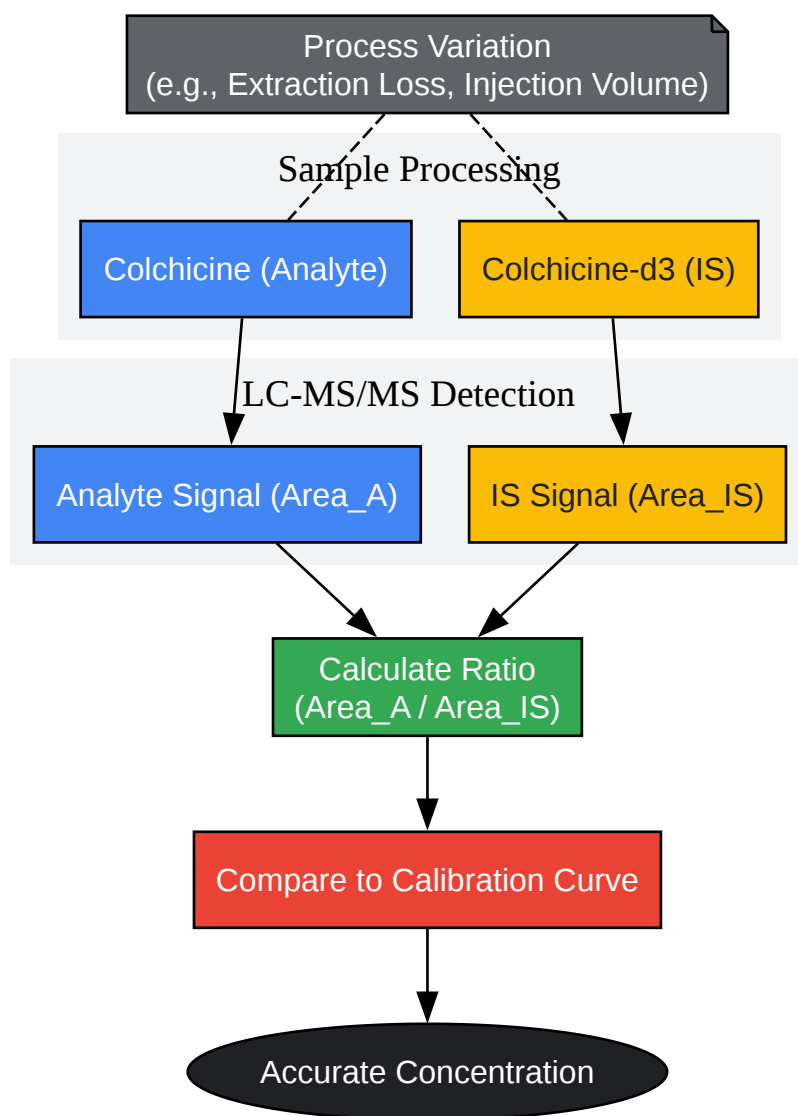 Process Variation
(e.g., Extraction Loss, Injection Volume)
Sample Processing
Colchicine (Analyte)
Colchicine-d3 (IS)
LC-MS/MS Detection
Analyte Signal (Area_A)
IS Signal (Area_IS)
Calculate Ratio
(Area_A / Area_IS)
Compare to Calibration Curve
Accurate Concentration